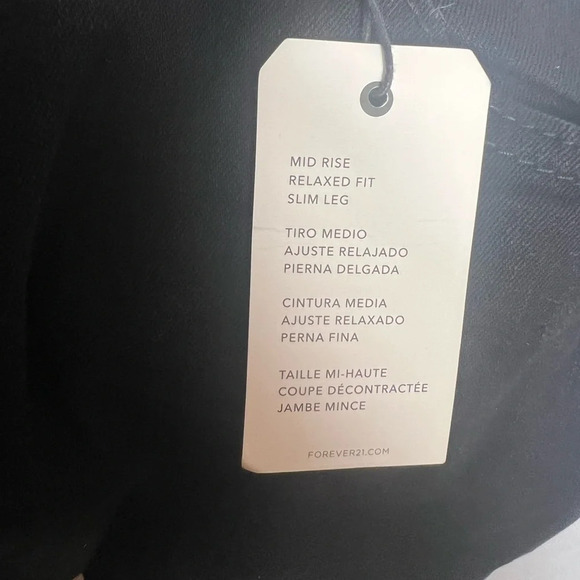 MID RISE
RELAXED FIT
SLIM LEG
TIRO MEDIO
AJUSTE RELAJADO
PIERNA DELGADA
CINTURA MEDIA
AJUSTE RELAXADO
PERNA FINA
TAILLE MI-HAUTE
COUPE DÉCONTRACTÉE
JAMBE MINCE
FOREVER21.COM